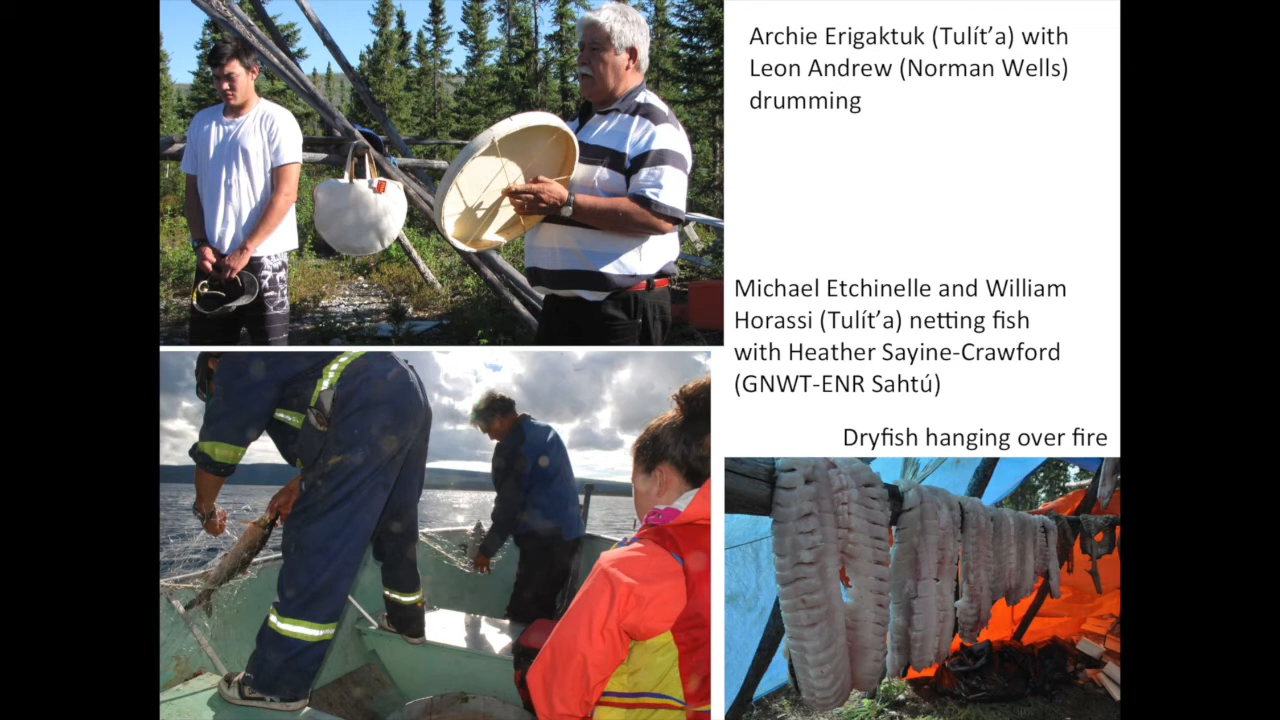 Archie Erigaktuk (Tulít’a) with
Leon Andrew (Norman Wells)
drumming
Michael Etchinelle and William
Horassi (Tulít’a) netting fish
with Heather Sayine-Crawford
(GNWT-ENR Sahtú)
Dryfish hanging over fire